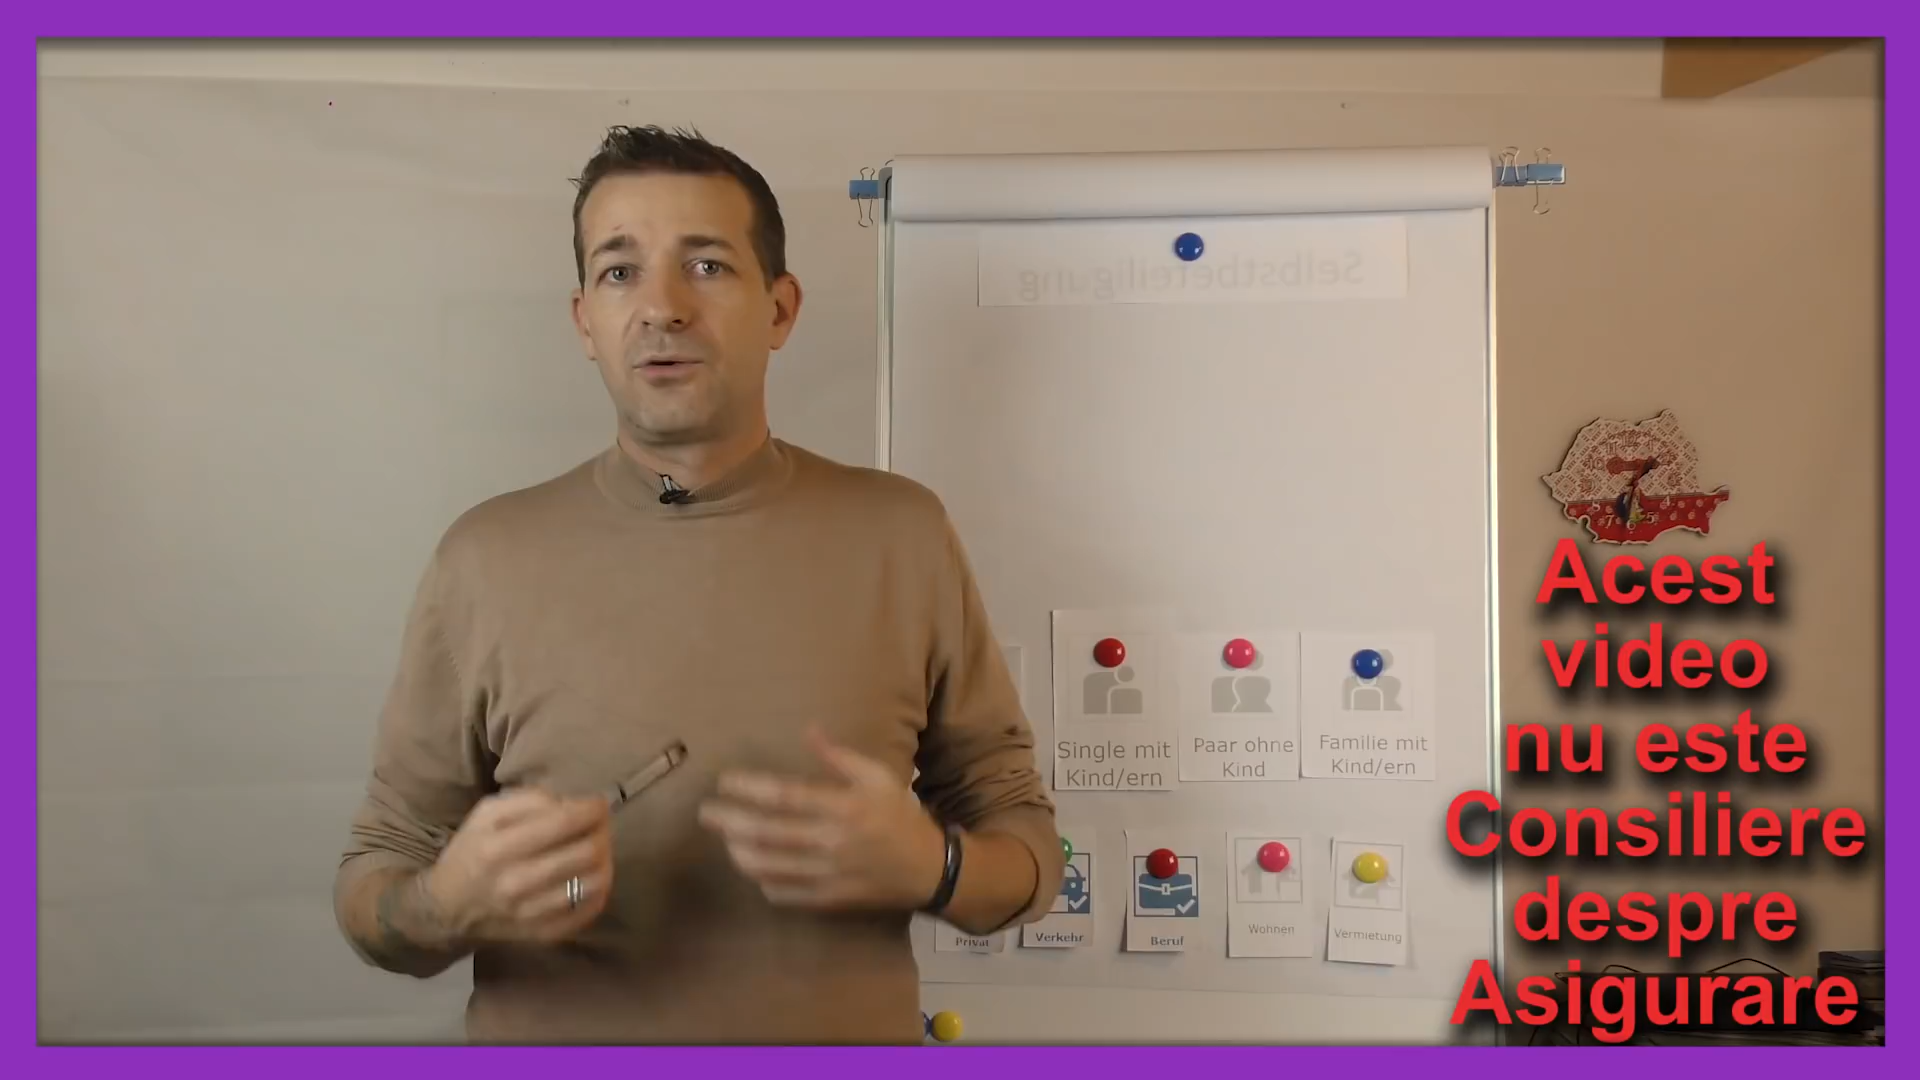 Selbstbeteiligung
Single mit
Kind/ern
Paar ohne
Kind
Familie mit
Kind/ern
Privat
Verkehr
Beruf
Wohnen
Vermietung
Acest
video
nu este
Consiliere
despre
Asigurare